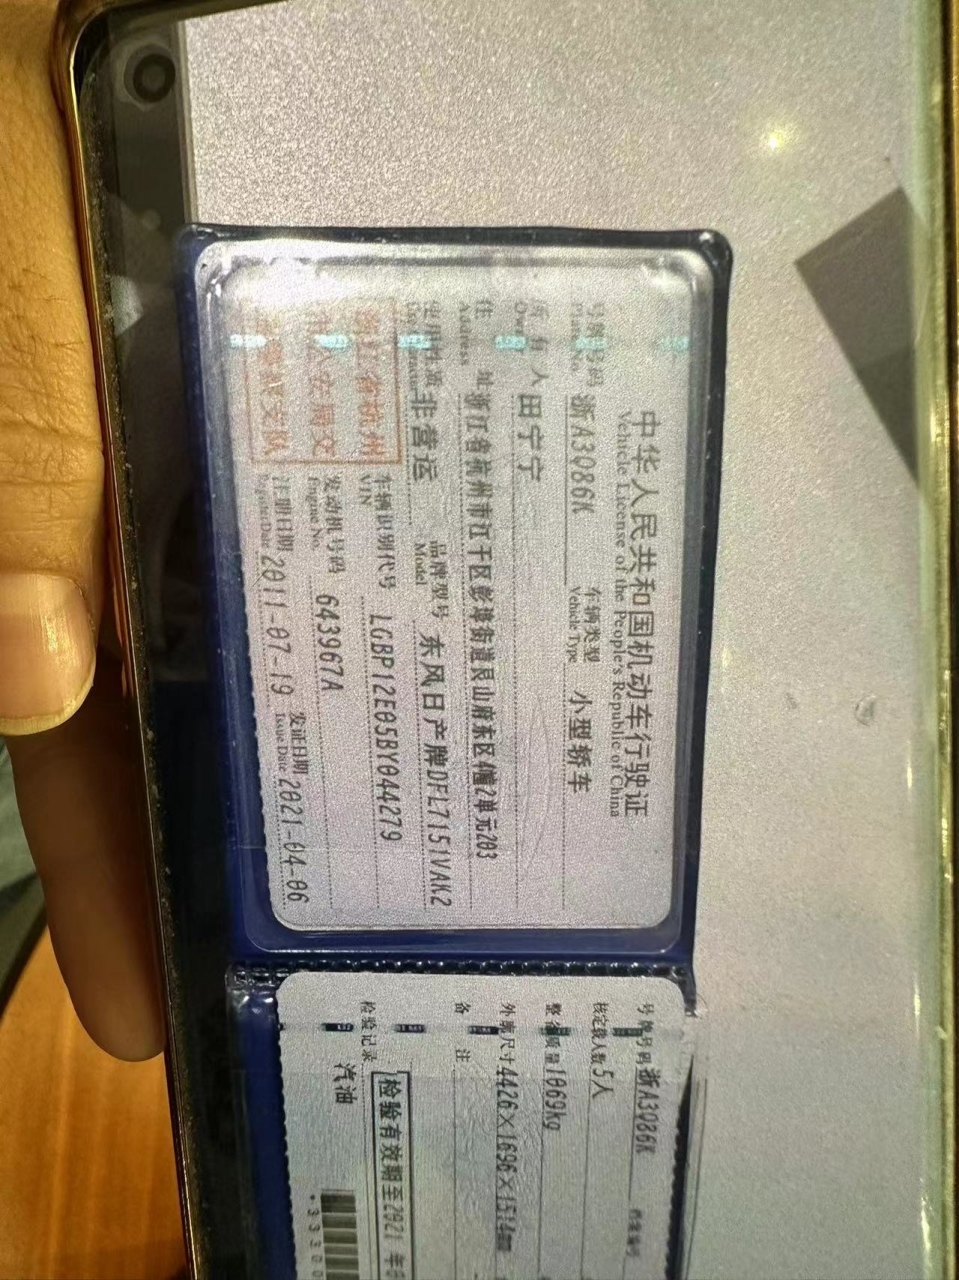 中华人民共和国机动车行驶证
Vehicle License of the People's Republic of China
号牌号码 浙A3086K 车辆类型 小型轿车
Plate No. Vehicle Type
所有人 田宁宁
Owner
住址 浙江省杭州市江干区彭埠街道艮山府东区4幢2单元203
Address
使用性质 非营运 品牌型号 东风日产牌DFL7151VAK2
Model
车辆识别代号 LGBP12E05BY044279
VIN
发动机号码 643967A
Engine No.
注册日期 2011-07-19 发证日期 2021-04-06
Register Date Issue Date
浙江省杭州
市公安局交
支队
号牌号码 浙A3086K 档案编号
核定载人数 5人
整备质量 1069kg
外廓尺寸 4426×1696×1514mm
备注
检验有效期至2021年
检验记录 汽油